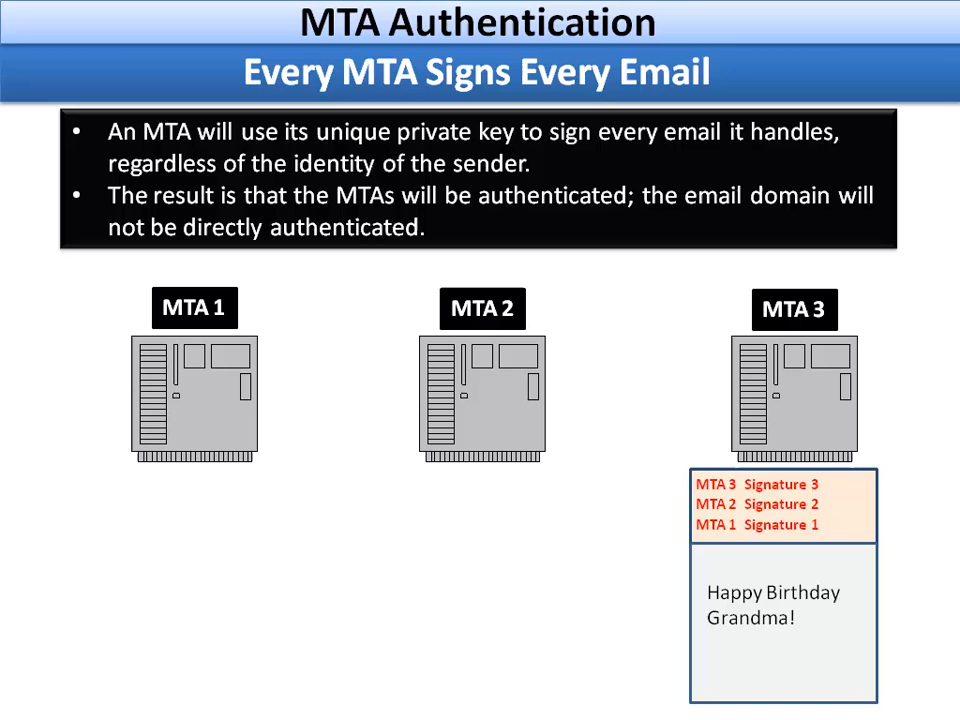 MTA Authentication
Every MTA Signs Every Email
• An MTA will use its unique private key to sign every email it handles,
regardless of the identity of the sender.
• The result is that the MTAs will be authenticated; the email domain will
not be directly authenticated.
MTA 1
MTA 2
MTA 3
MTA 3 Signature 3
MTA 2 Signature 2
MTA 1 Signature 1
Happy Birthday
Grandma!